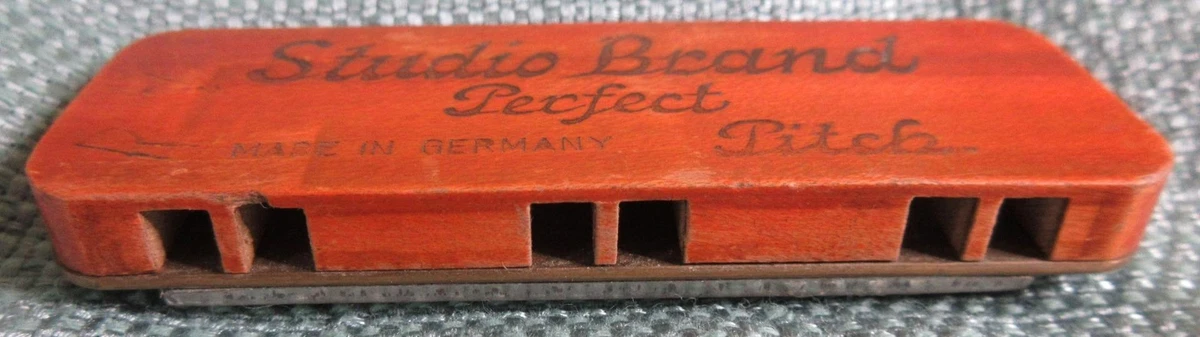 Studio Brand
Perfect
MADE IN GERMANY Pitch